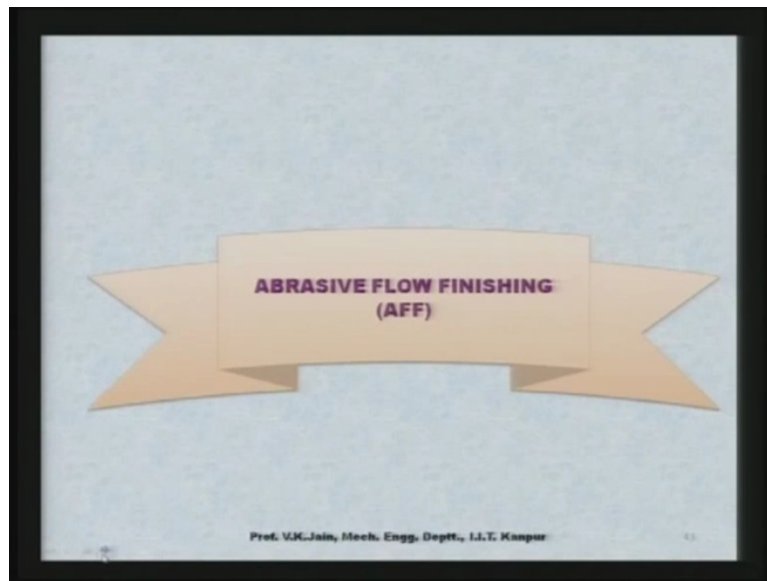 ABRASIVE FLOW FINISHING
(AFF)
Prof. V.K.Jain, Mech. Engg. Deptt., I.I.T. Kanpur